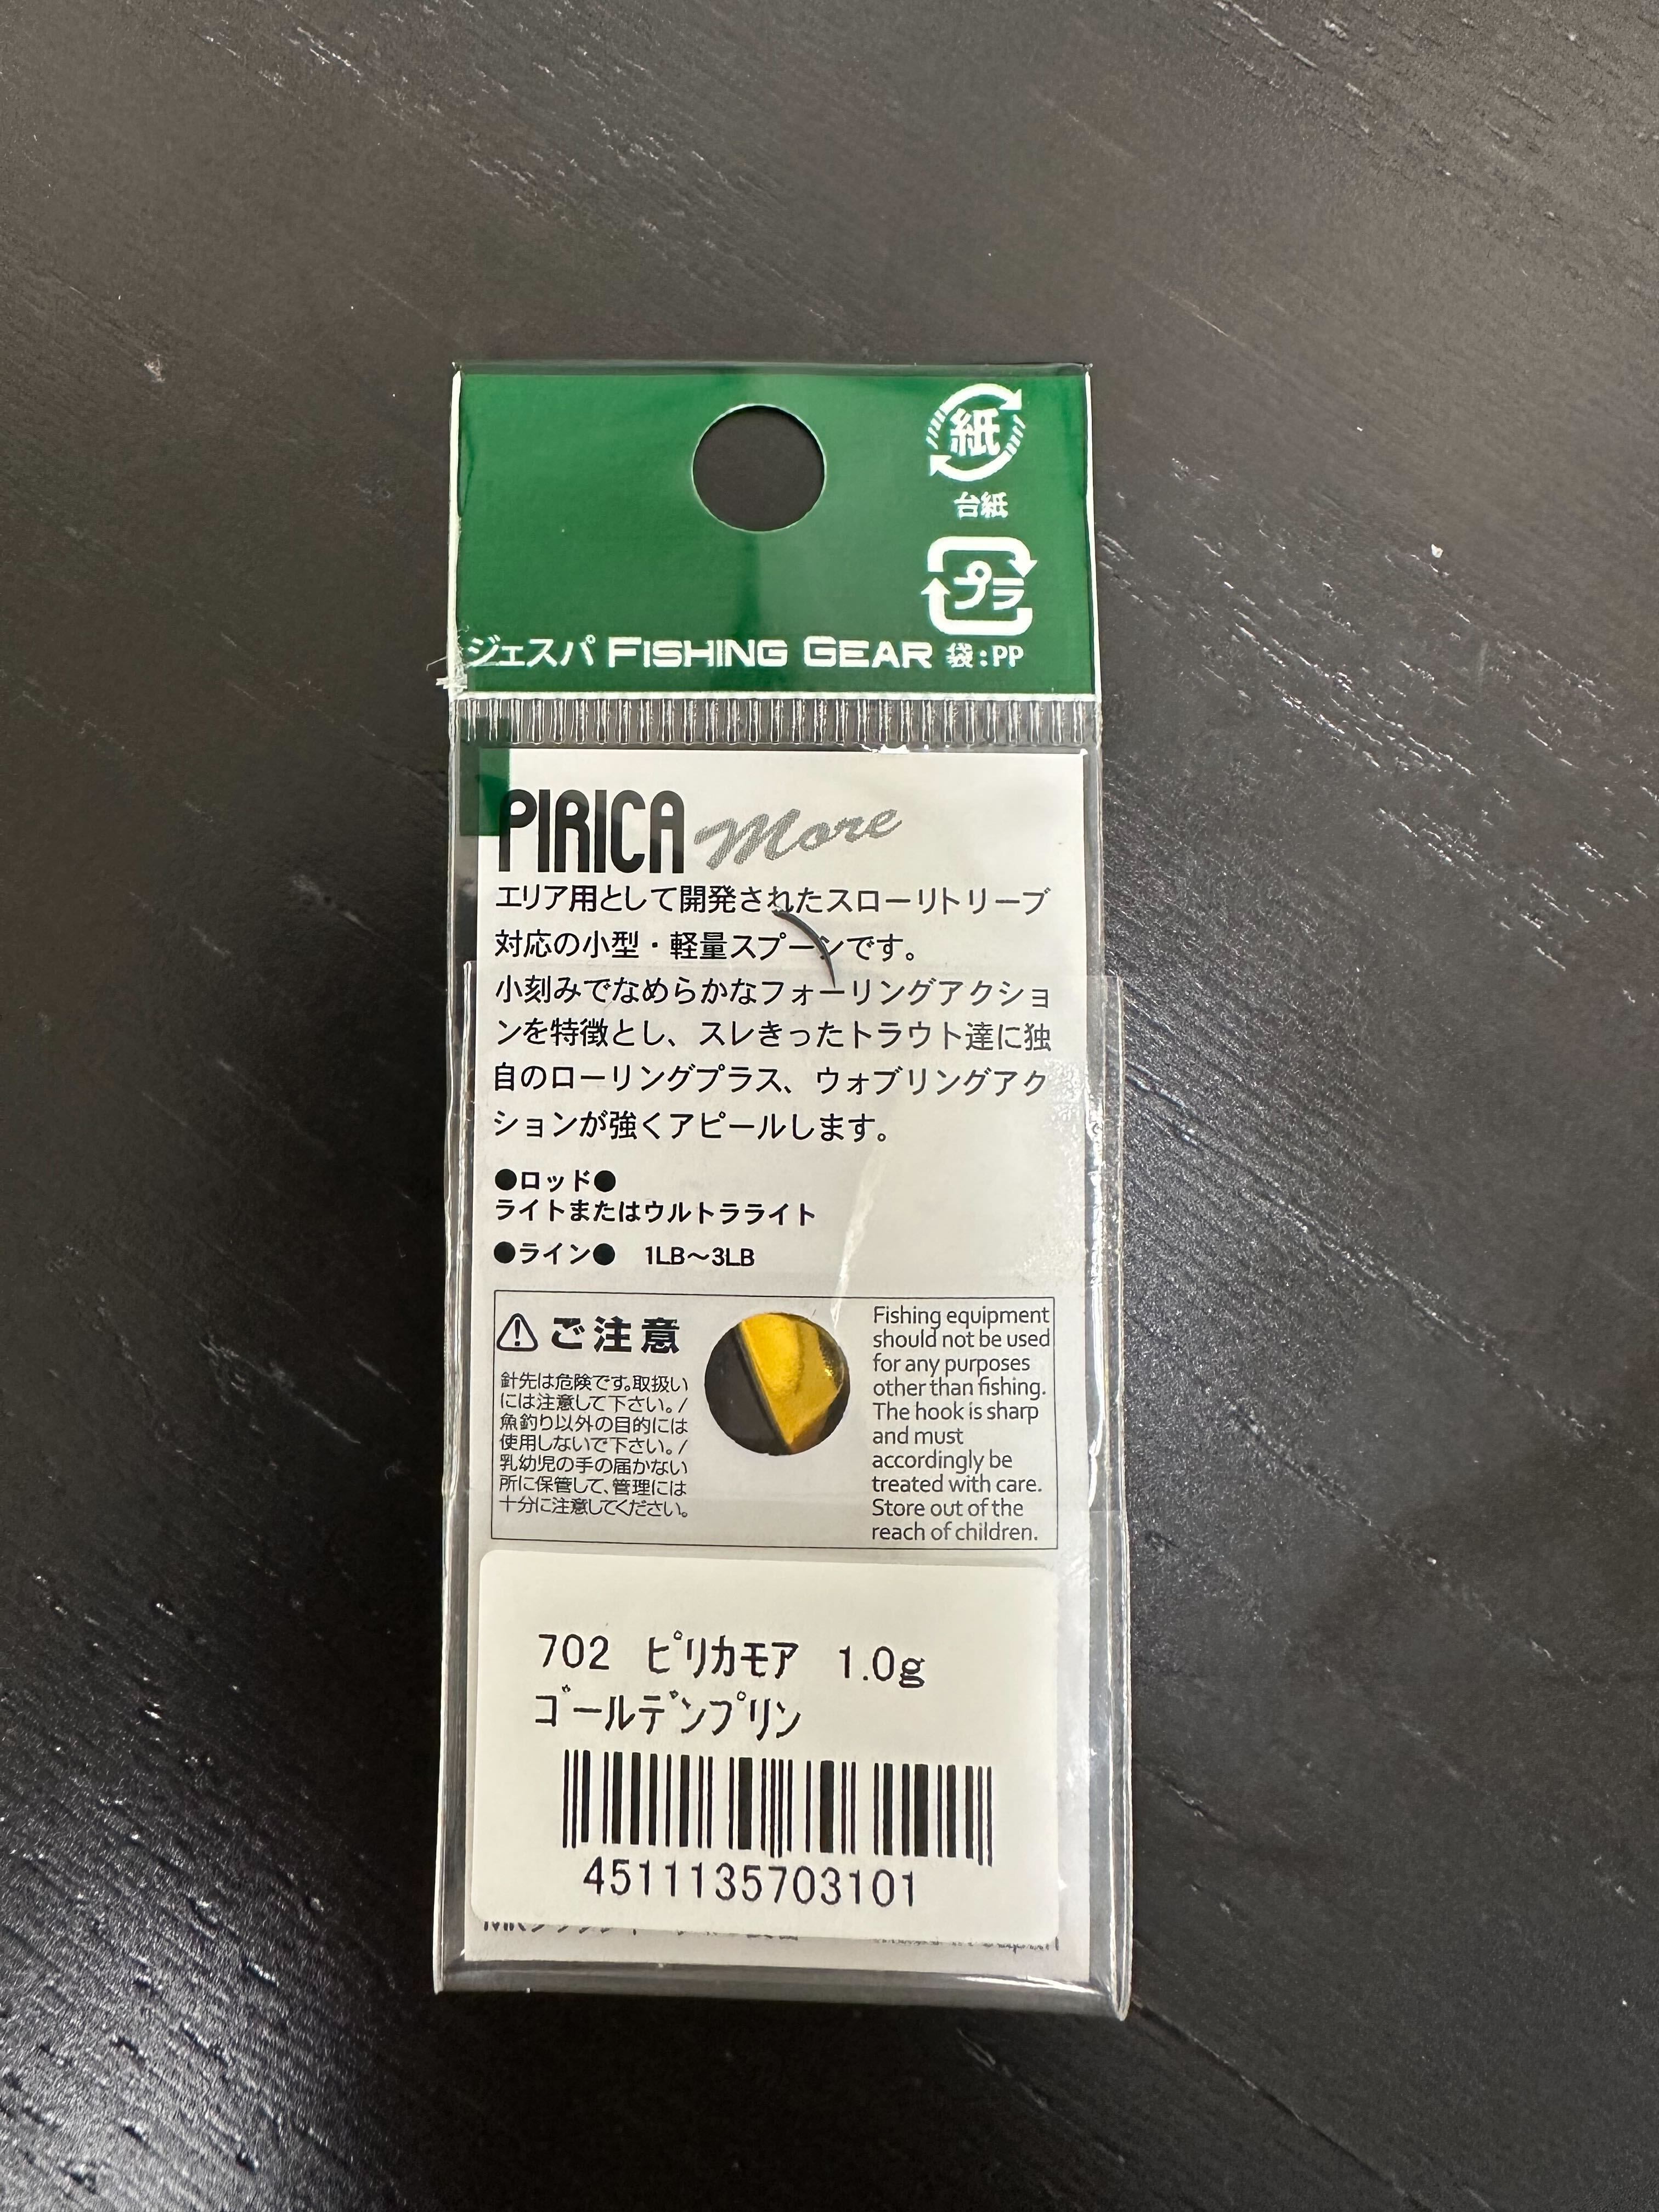 紙
台紙
プラ
ジェスパ FISHING GEAR 袋:PP
PIRICA More
エリア用として開発されたスローリトリーブ
対応の小型・軽量スプーンです。
小刻みでなめらかなフォーリングアクショ
ンを特徴とし、スレきったトラウト達に独
自のローリングプラス、ウォブリングアク
ションが強くアピールします。
●ロッド●
ライトまたはウルトラライト
●ライン● 1LB～3LB
ご注意
針先は危険です。取扱い
には注意して下さい。/
魚釣り以外の目的には
使用しないで下さい。/
乳幼児の手の届かない
所に保管して、管理には
十分に注意してください。
Fishing equipment
should not be used
for any purposes
other than fishing.
The hook is sharp
and must
accordingly be
treated with care.
Store out of the
reach of children.
702 ピリカモア 1.0g
ゴールデンプリン
4511135703101